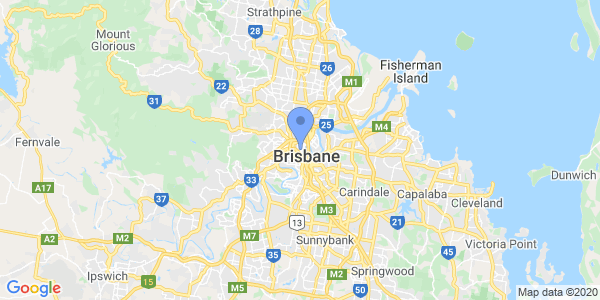 Strathpine
Mount
Glorious
28
Fisherman
Island
26
M1
22
31
25
M4
Fernvale
Brisbane
Dunwich
33
A17
37
Carindale
Capalaba
Cleveland
M3
13
21
A2
M2
M7
Sunnybank
Victoria Point
35
45
Ipswich
15
M2
Springwood
M5
50
Google
Map data ©2020